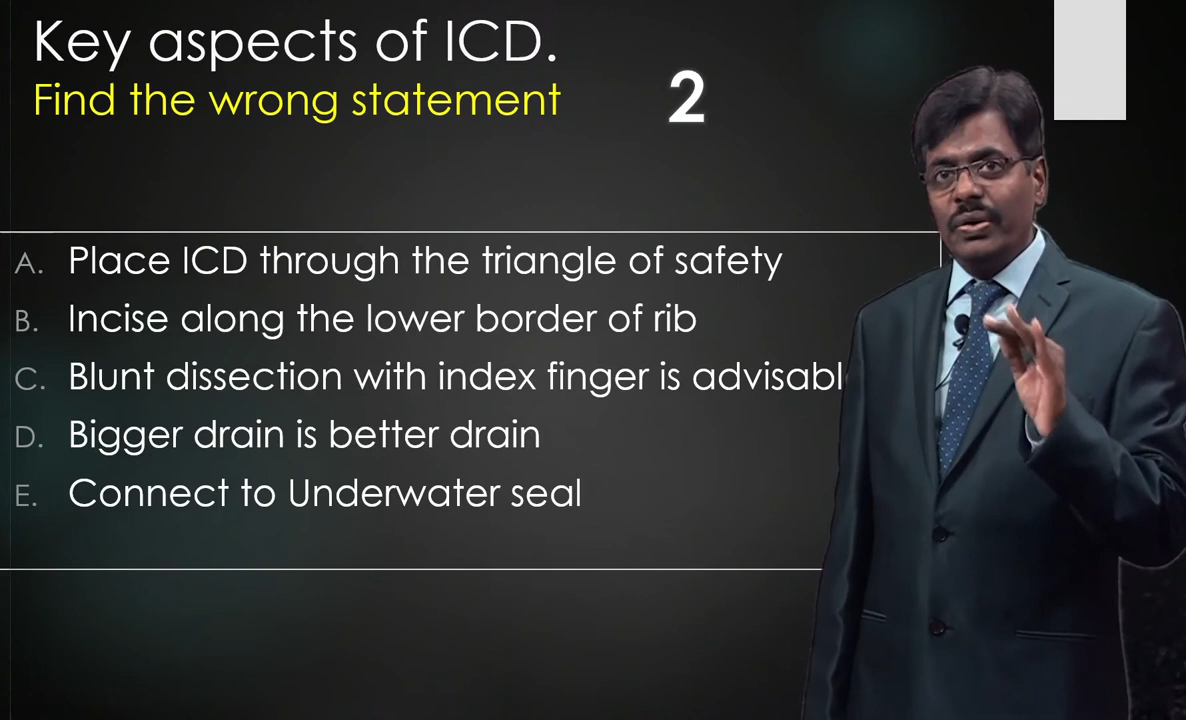 Key aspects of ICD.
Find the wrong statement
2
A. Place ICD through the triangle of safety
B. Incise along the lower border of rib
C. Blunt dissection with index finger is advisabl
D. Bigger drain is better drain
E. Connect to Underwater seal